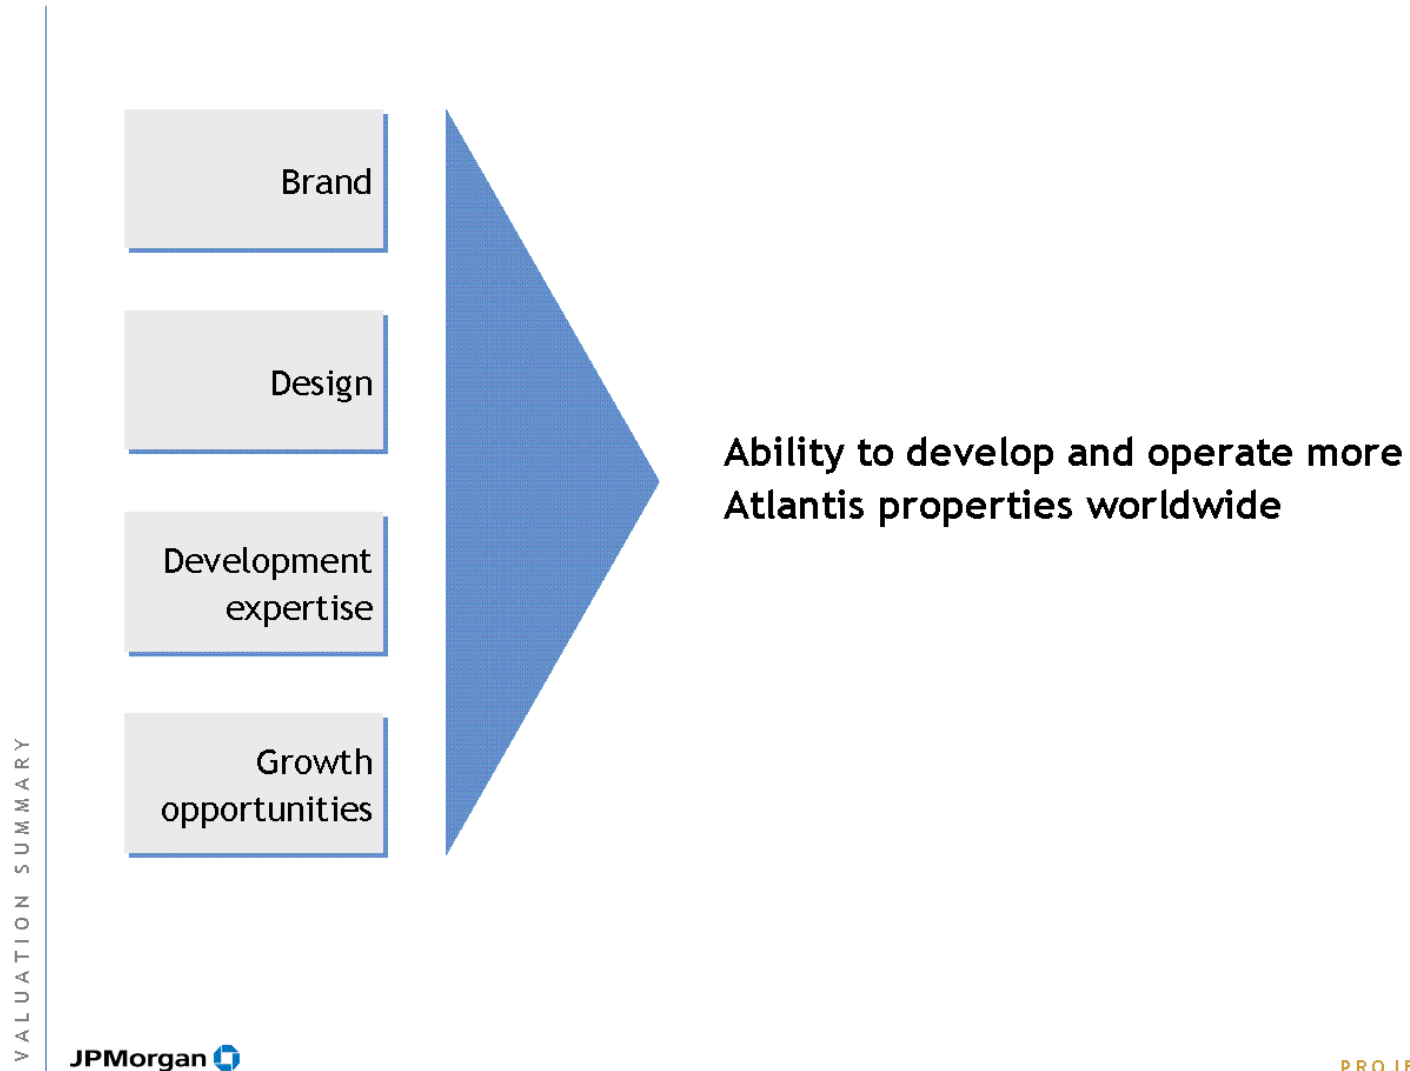 Brand
Design
Development
expertise
Growth
opportunities
Ability to develop and operate more
Atlantis properties worldwide
VALUATION SUMMARY
JPMorgan